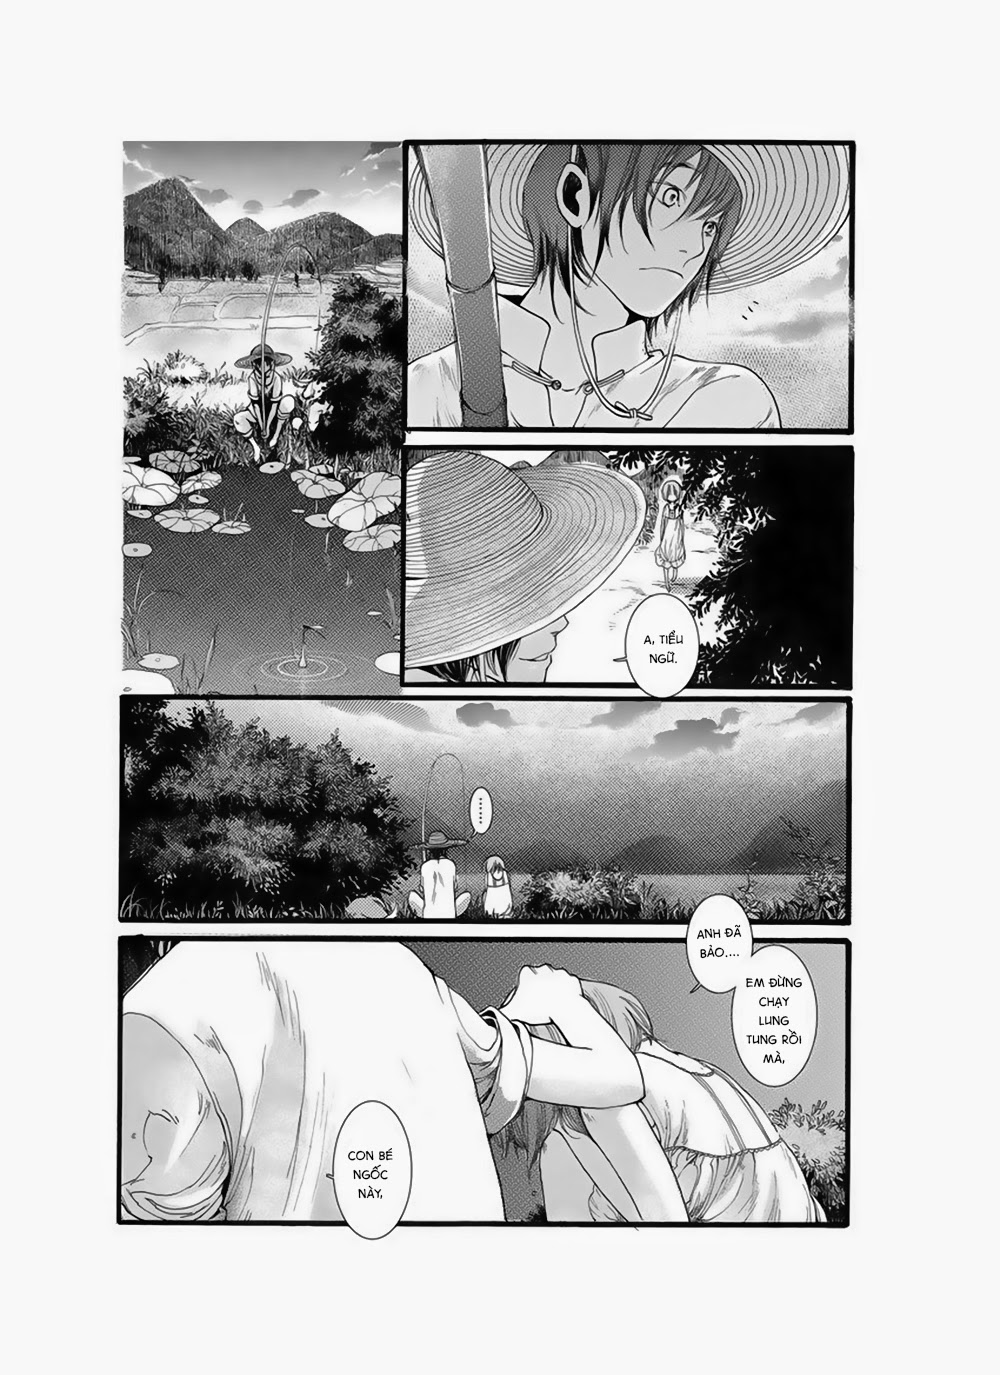 A, TIỂU
NGỮ.
......
ANH ĐÃ
BẢO....
EM ĐỪNG
CHẠY
LUNG
TUNG RỒI
MÀ,
CON BÉ
NGỐC
NÀY,